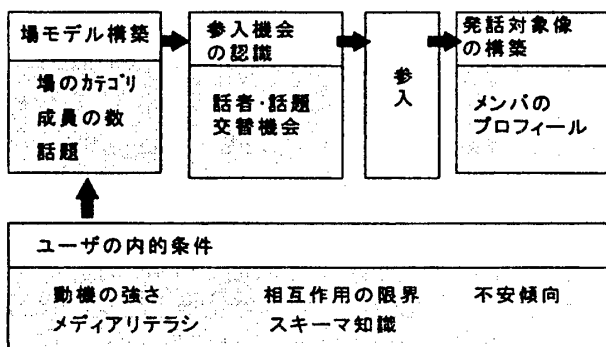 場モデル構築
場のカテゴリ
成員の数
話題
参入機会
の認識
話者・話題
交替機会
参入
発話対象像
の構築
メンバの
プロフィール
ユーザの内的条件
動機の強さ 相互作用の限界 不安傾向
メディアリテラシ スキーマ知識